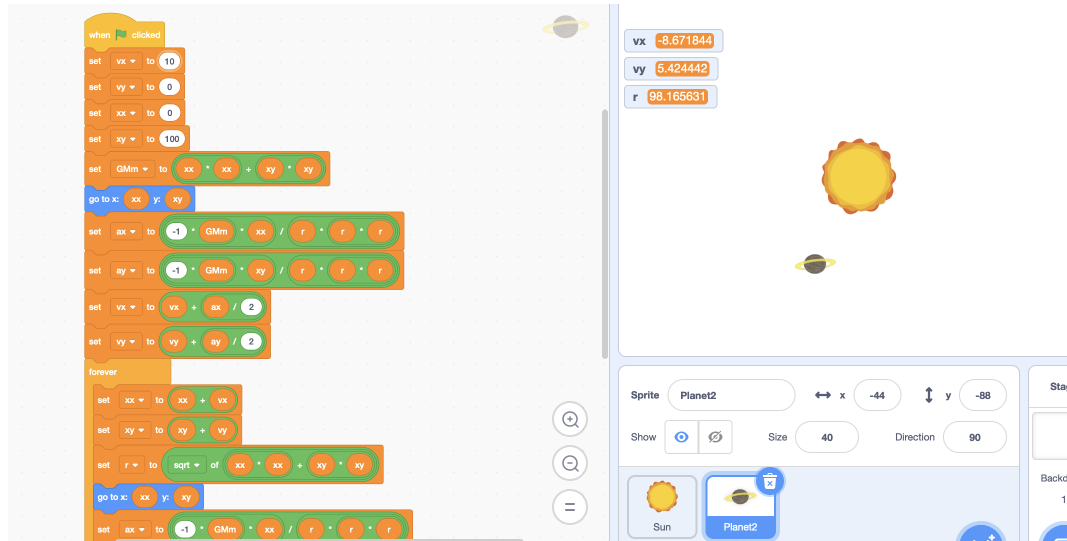 when clicked
set vx to 10
set vy to 0
set xx to 0
set xy to 100
set GMm to xx * xx + xy * xy
go to x: xx y: xy
set ax to -1 * GMm * xx / r * r * r
set ay to -1 * GMm * xy / r * r * r
set vx to vx + ax / 2
set vy to vy + ay / 2
forever
set xx to xx + vx
set xy to xy + vy
set r to sqrt of xx * xx + xy * xy
go to x: xx y: xy
set ax to -1 * GMm * xx / r * r * r
vx -8.671844
vy 5.424442
r 98.165631
Sprite Planet2 x -44 y -88
Show Size 40 Direction 90
Sun
Planet2
Stag
Backd
1